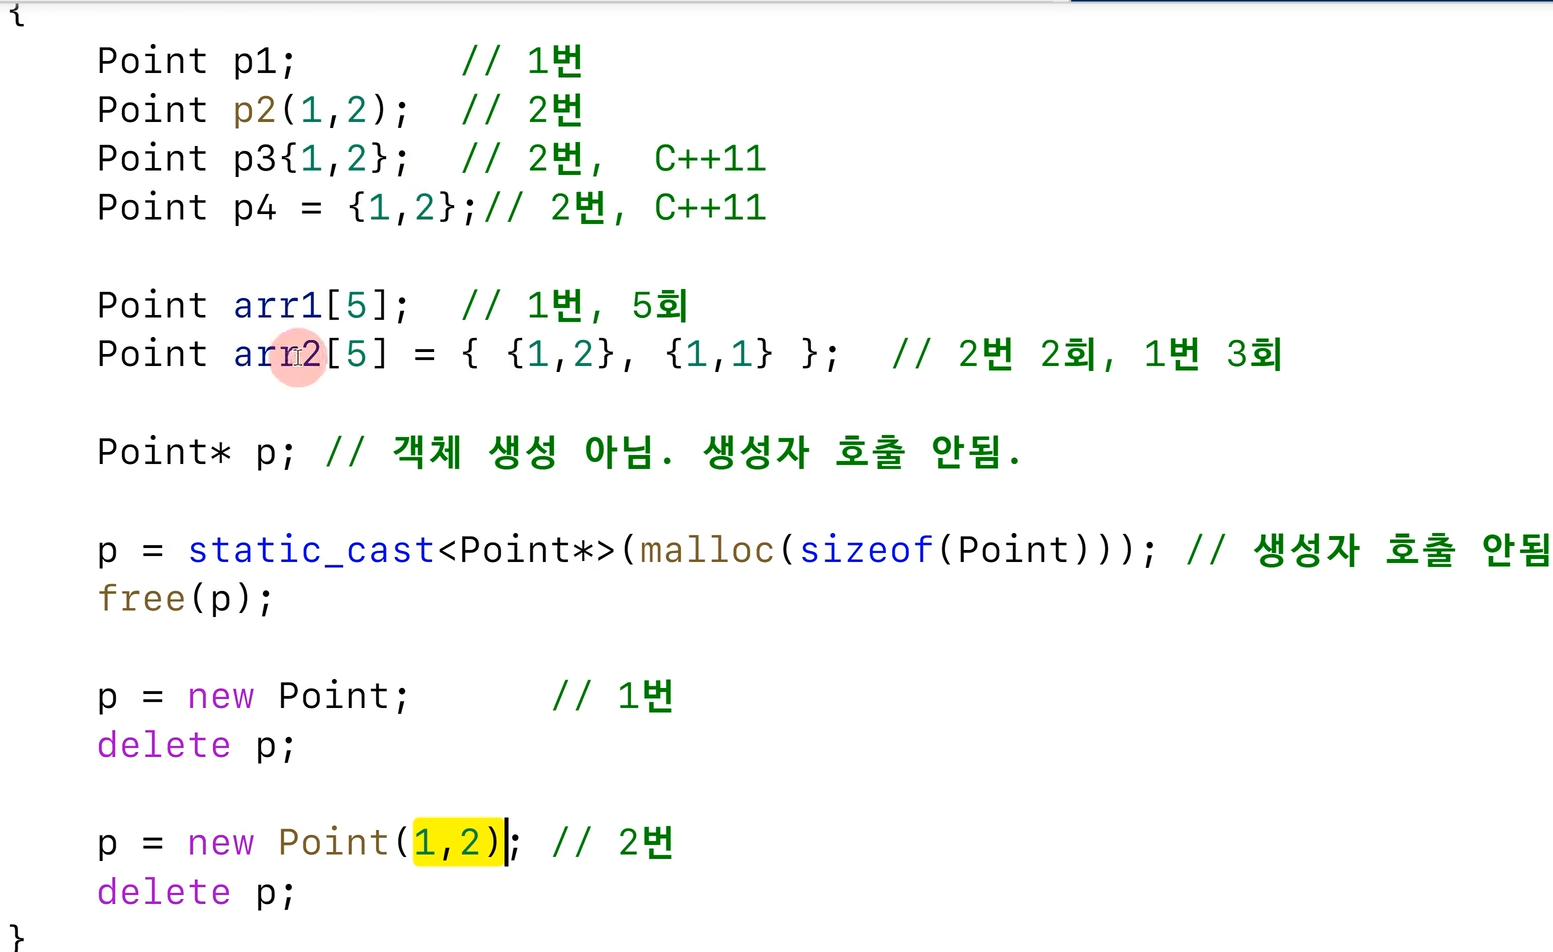 {
Point p1; // 1번
Point p2(1,2); // 2번
Point p3{1,2}; // 2번, C++11
Point p4 = {1,2};// 2번, C++11
Point arr1[5]; // 1번, 5회
Point arr2[5] = { {1,2}, {1,1} }; // 2번 2회, 1번 3회
Point* p; // 객체 생성 아님. 생성자 호출 안됨.
p = static_cast<Point*>(malloc(sizeof(Point))); // 생성자 호출 안됨
free(p);
p = new Point; // 1번
delete p;
p = new Point(1,2); // 2번
delete p;
}